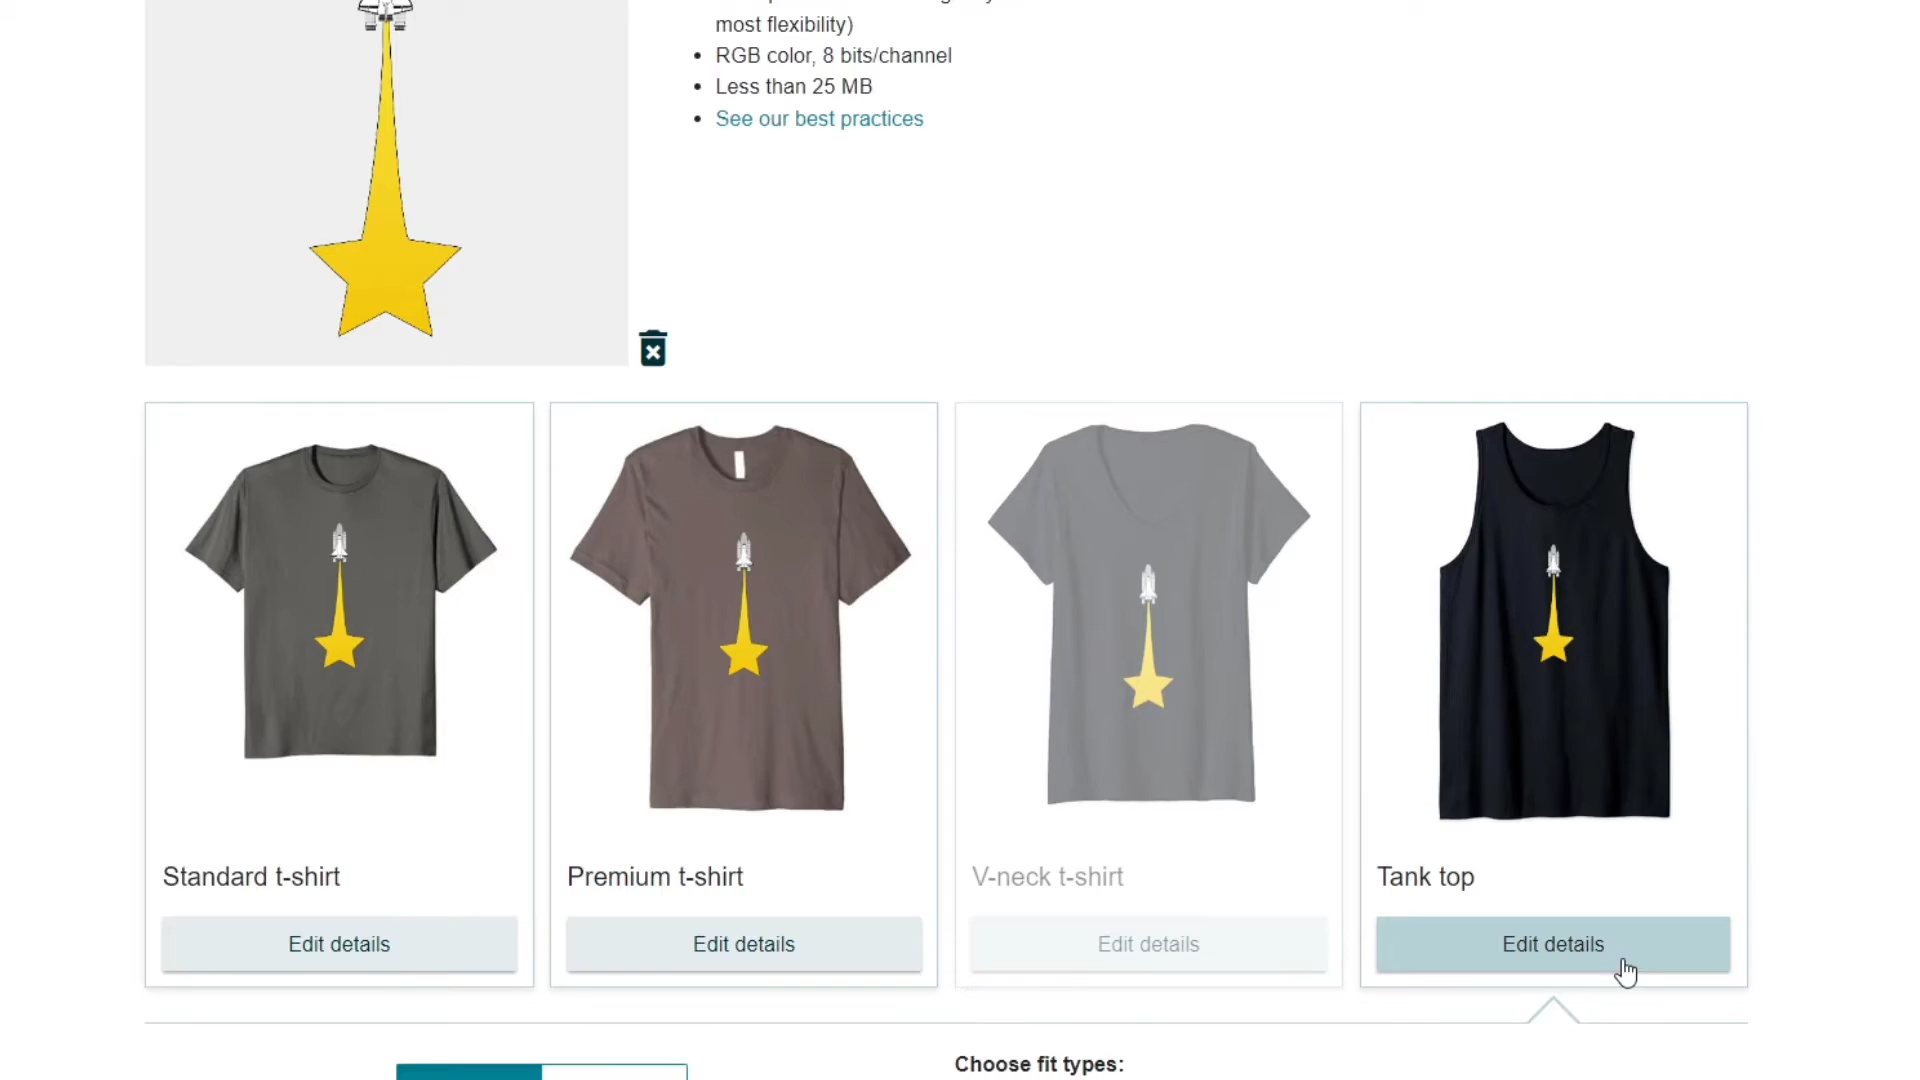 most flexibility)
RGB color, 8 bits/channel
Less than 25 MB
See our best practices
Standard t-shirt
Premium t-shirt
V-neck t-shirt
Tank top
Edit details
Edit details
Edit details
Edit details
Choose fit types: